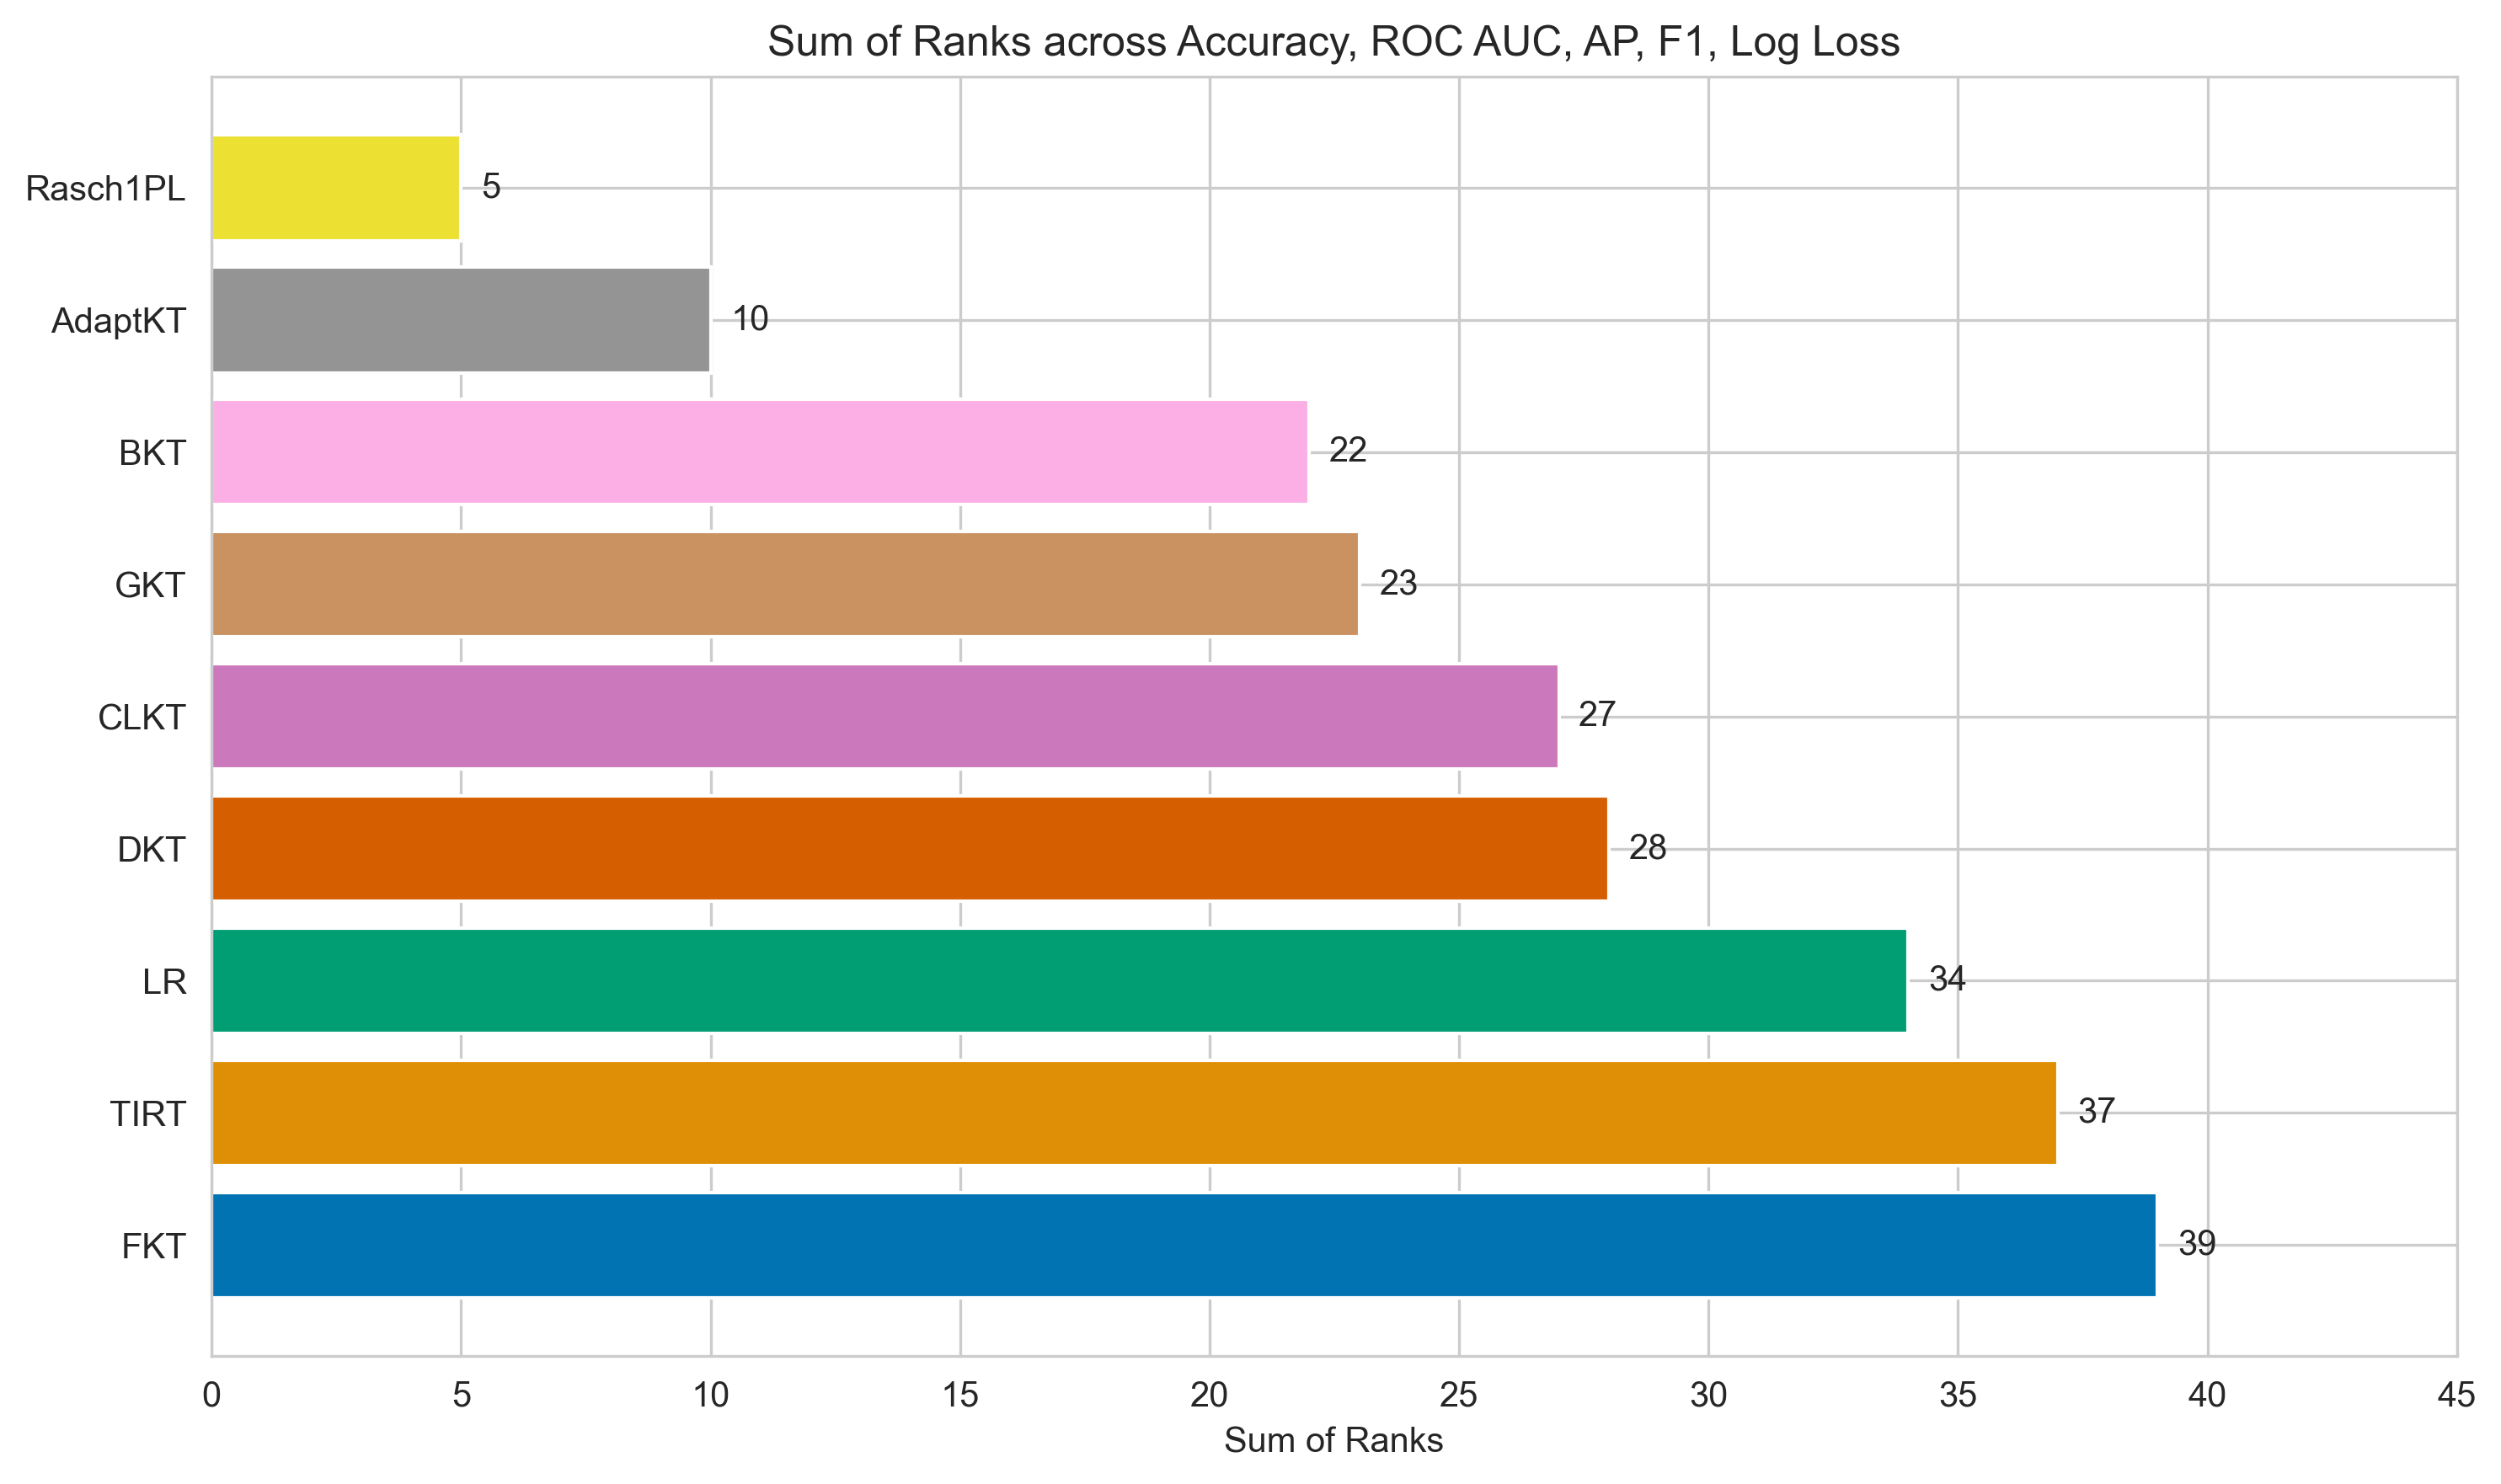 Sum of Ranks across Accuracy, ROC AUC, AP, F1, Log Loss
Rasch1PL 5
AdaptKT 10
BKT 22
GKT 23
CLKT 27
DKT 28
LR 34
TIRT 37
FKT 39
0 5 10 15 20 25 30 35 40 45
Sum of Ranks